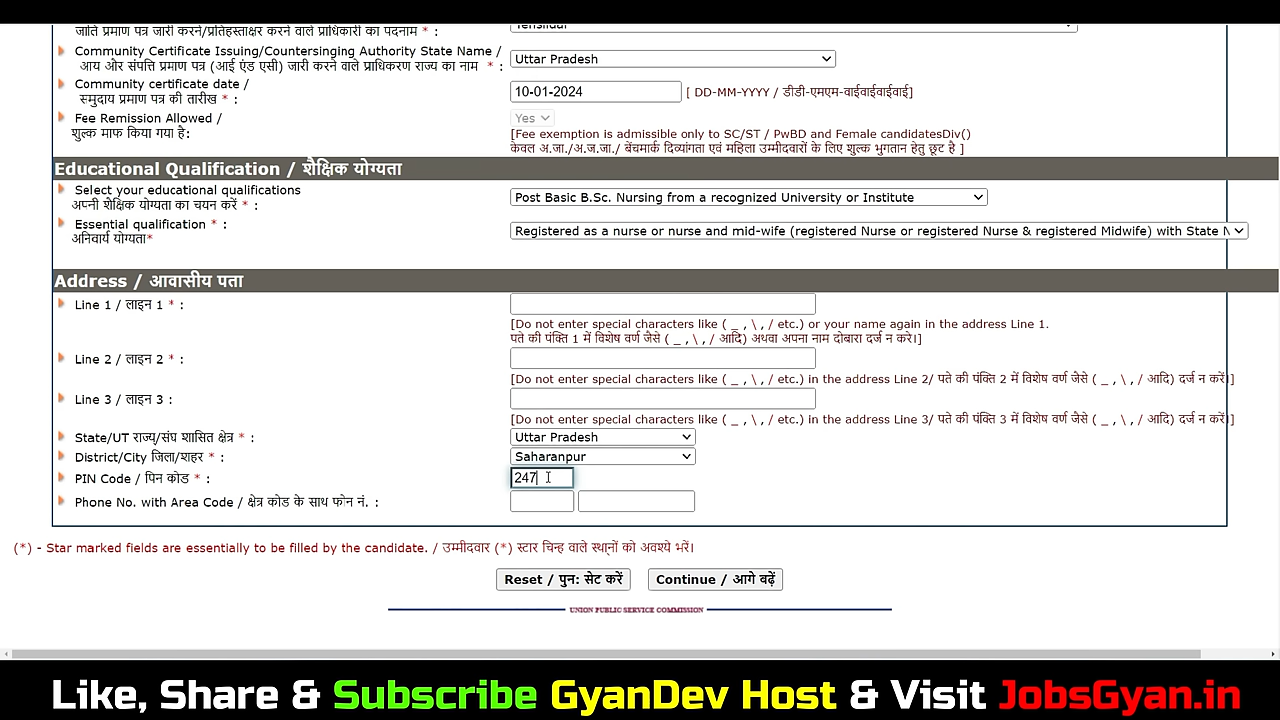 जाति प्रमाण पत्र जारी करने/प्रतिहस्ताक्षर करने वाले प्राधिकारी का पदनाम * :
Tehsildar
Community Certificate Issuing/Countersinging Authority State Name /
आय और संपत्ति प्रमाण पत्र (आई एंड एसी) जारी करने वाले प्राधिकरण राज्य का नाम * :
Uttar Pradesh
Community certificate date /
समुदाय प्रमाण पत्र की तारीख * :
10-01-2024 [ DD-MM-YYYY / डीडी-एमएम-वाईवाईवाईवाई]
Fee Remission Allowed /
शुल्क माफ किया गया है:
Yes
[Fee exemption is admissible only to SC/ST / PwBD and Female candidatesDiv()
केवल अ.जा./अ.ज.जा./ बेंचमार्क दिव्यांगता एवं महिला उम्मीदवारों के लिए शुल्क भुगतान हेतु छूट है ]
Educational Qualification / शैक्षिक योग्यता
Select your educational qualifications
अपनी शैक्षिक योग्यता का चयन करें * :
Post Basic B.Sc. Nursing from a recognized University or Institute
Essential qualification * :
अनिवार्य योग्यता*
Registered as a nurse or nurse and mid-wife (registered Nurse or registered Nurse & registered Midwife) with State N
Address / आवासीय पता
Line 1 / लाइन 1 * :
[Do not enter special characters like ( _ , \ , / etc.) or your name again in the address Line 1.
पते की पंक्ति 1 में विशेष वर्ण जैसे ( _ , \ , / आदि) अथवा अपना नाम दोबारा दर्ज न करे।]
Line 2 / लाइन 2 * :
[Do not enter special characters like ( _ , \ , / etc.) in the address Line 2/ पते की पंक्ति 2 में विशेष वर्ण जैसे ( _ , \ , / आदि) दर्ज न करें।]
Line 3 / लाइन 3 :
[Do not enter special characters like ( _ , \ , / etc.) in the address Line 3/ पते की पंक्ति 3 में विशेष वर्ण जैसे ( _ , \ , / आदि) दर्ज न करें।]
State/UT राज्य/संघ शासित क्षेत्र * : Uttar Pradesh
District/City जिला/शहर * : Saharanpur
PIN Code / पिन कोड * : 247
Phone No. with Area Code / क्षेत्र कोड के साथ फोन नं. :
(*) - Star marked fields are essentially to be filled by the candidate. / उम्मीदवार (*) स्टार चिन्ह वाले स्थानों को अवश्ये भरें।
Reset / पुन: सेट करें Continue / आगे बढ़ें
UNION PUBLIC SERVICE COMMISSION
Like, Share & Subscribe GyanDev Host & Visit JobsGyan.in